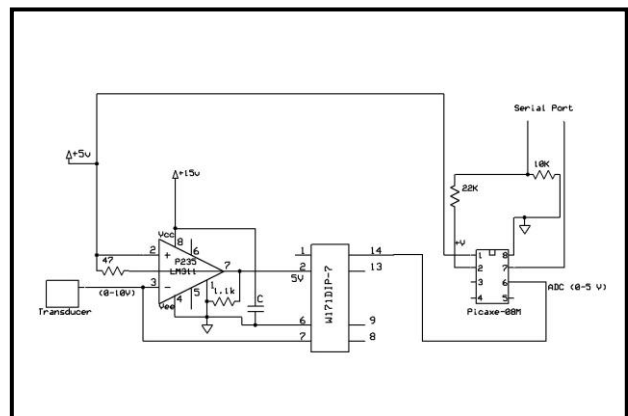 Serial Port
10K
+5v
+15v
22K
Vcc
8
6
+V
2
+
P235
7
1
14
1
8
47
LM311
2
13
2
7
5V
3
-
1
3
6
ADC (0-5 V)
(0-10V)
5
1.1k
C
4
5
Transducer
Vee
4
6
9
Picaxe-08M
7
8
W171DIP-7